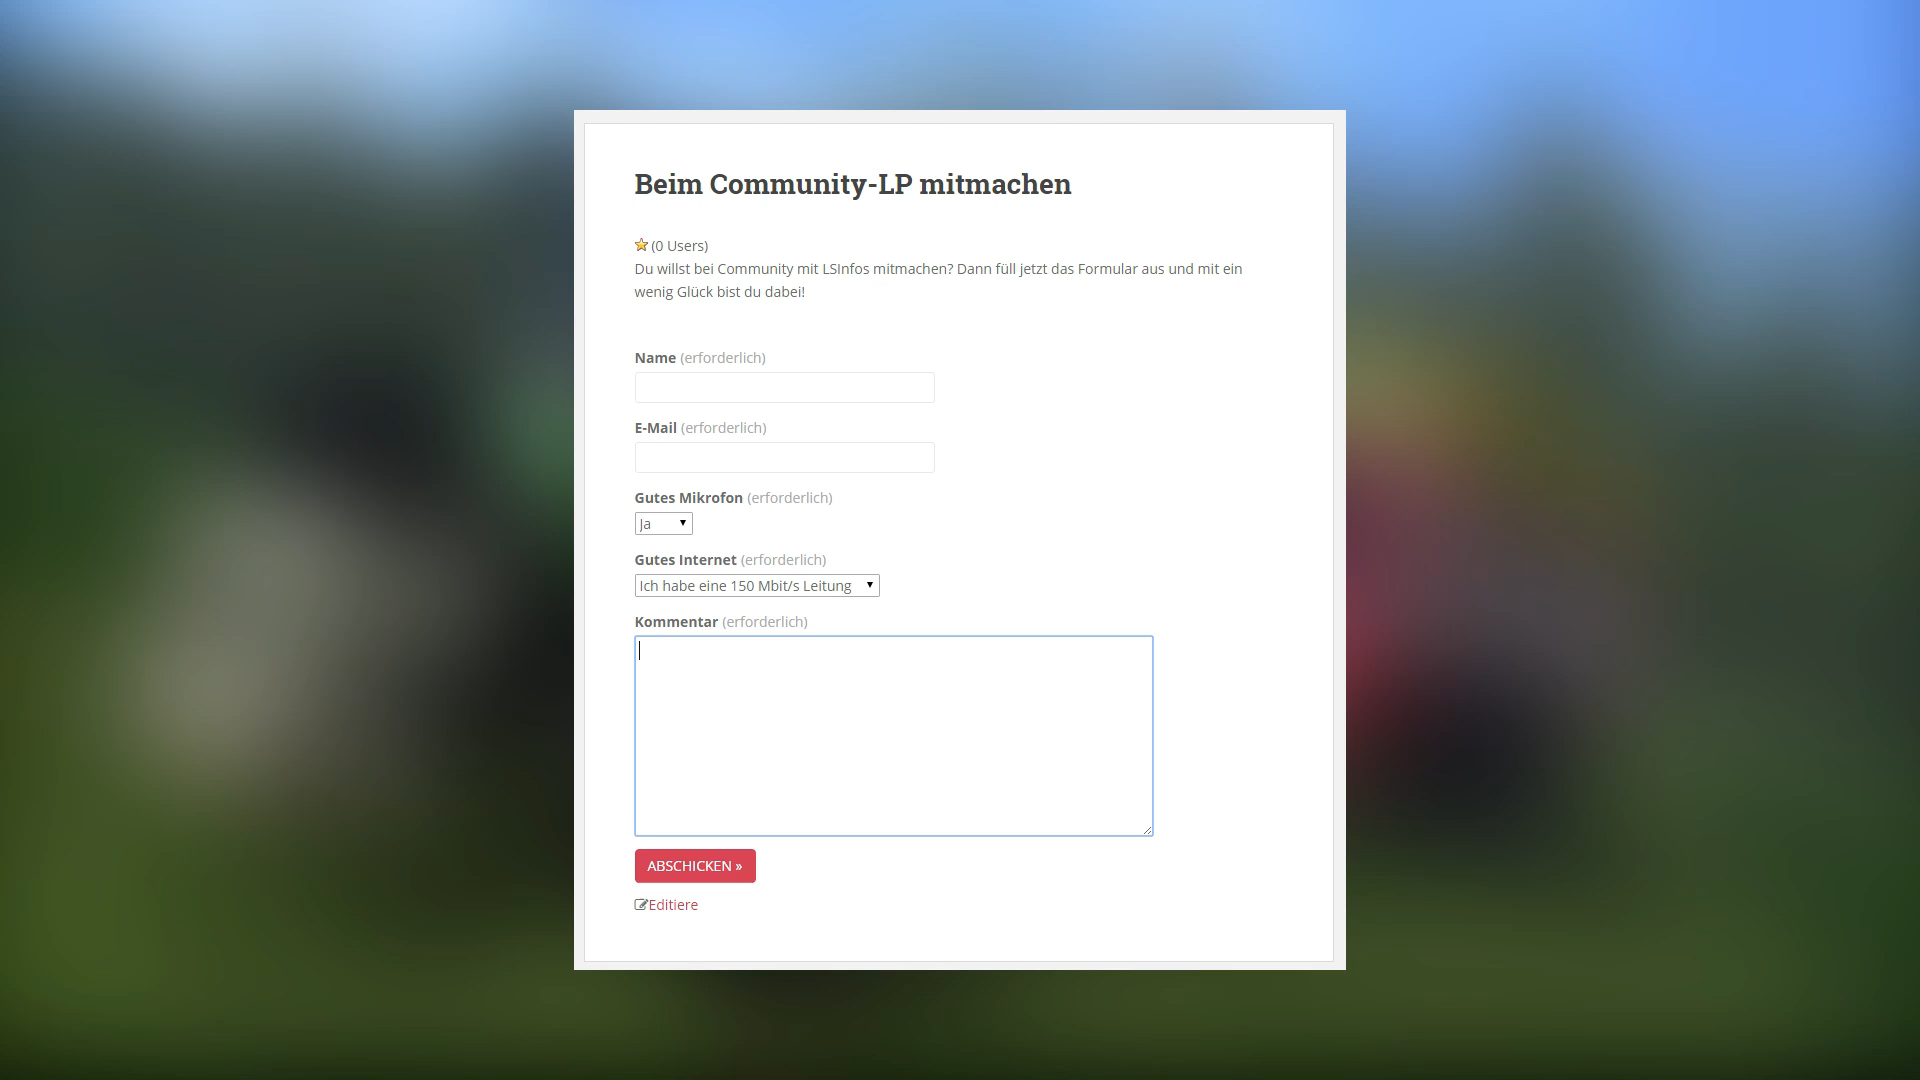 Beim Community-LP mitmachen
(0 Users)
Du willst bei Community mit LSInfos mitmachen? Dann füll jetzt das Formular aus und mit ein
wenig Glück bist du dabei!
Name (erforderlich)
E-Mail (erforderlich)
Gutes Mikrofon (erforderlich)
Ja
Gutes Internet (erforderlich)
Ich habe eine 150 Mbit/s Leitung
Kommentar (erforderlich)
ABSCHICKEN »
Editiere